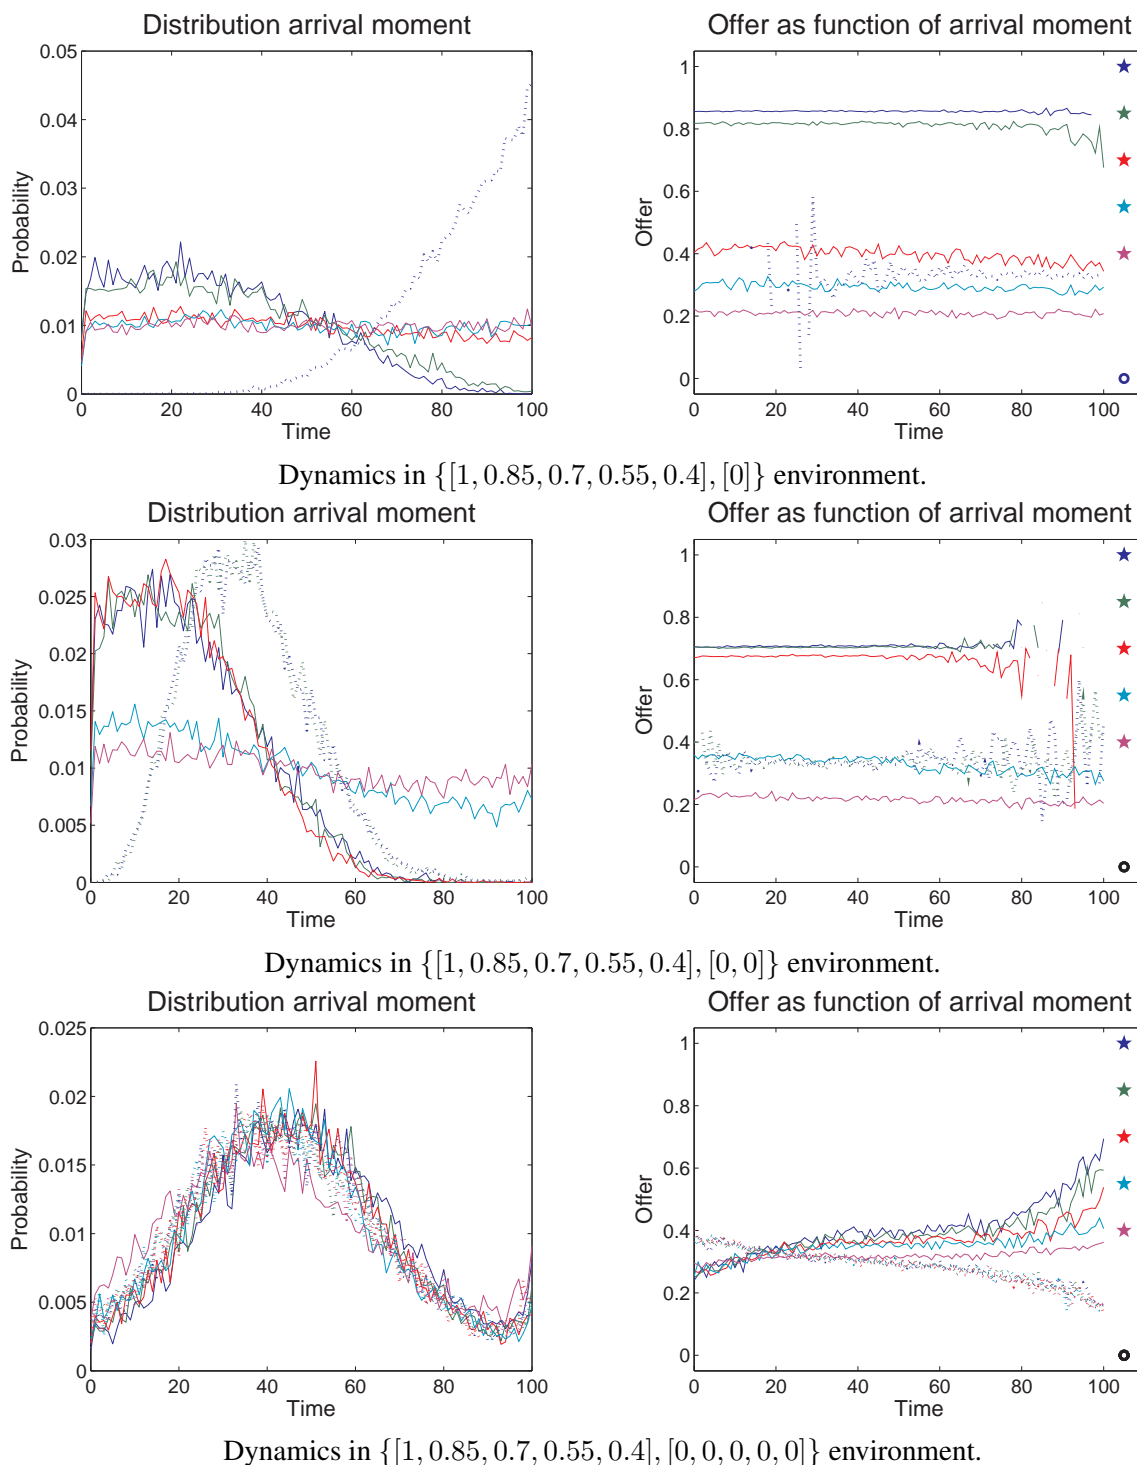 Distribution arrival moment
Offer as function of arrival moment
0.05
0.04
0.03
0.02
0.01
0
Probability
0 20 40 60 80 100
Time
1
0.8
0.6
0.4
0.2
0
Offer
0 20 40 60 80 100
Time
Dynamics in {[1, 0.85, 0.7, 0.55, 0.4], [0]} environment.
Distribution arrival moment
Offer as function of arrival moment
0.03
0.025
0.02
0.015
0.01
0.005
0
Probability
0 20 40 60 80 100
Time
1
0.8
0.6
0.4
0.2
0
Offer
0 20 40 60 80 100
Time
Dynamics in {[1, 0.85, 0.7, 0.55, 0.4], [0, 0]} environment.
Distribution arrival moment
Offer as function of arrival moment
0.025
0.02
0.015
0.01
0.005
0
Probability
0 20 40 60 80 100
Time
1
0.8
0.6
0.4
0.2
0
Offer
0 20 40 60 80 100
Time
Dynamics in {[1, 0.85, 0.7, 0.55, 0.4], [0, 0, 0, 0, 0]} environment.